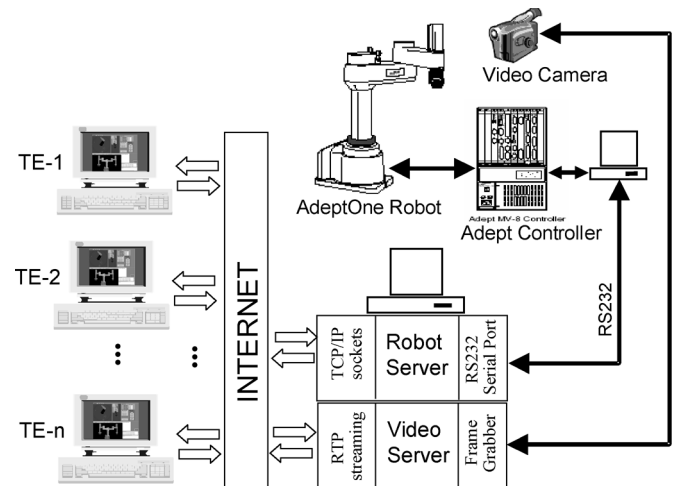 Video Camera
TE-1
AdeptOne Robot
Adept MV-8 Controller
Adept Controller
TE-2
INTERNET
RS232
TCP/IP
sockets
Robot
Server
RS232
Serial Port
TE-n
RTP
streaming
Video
Server
Frame
Grabber